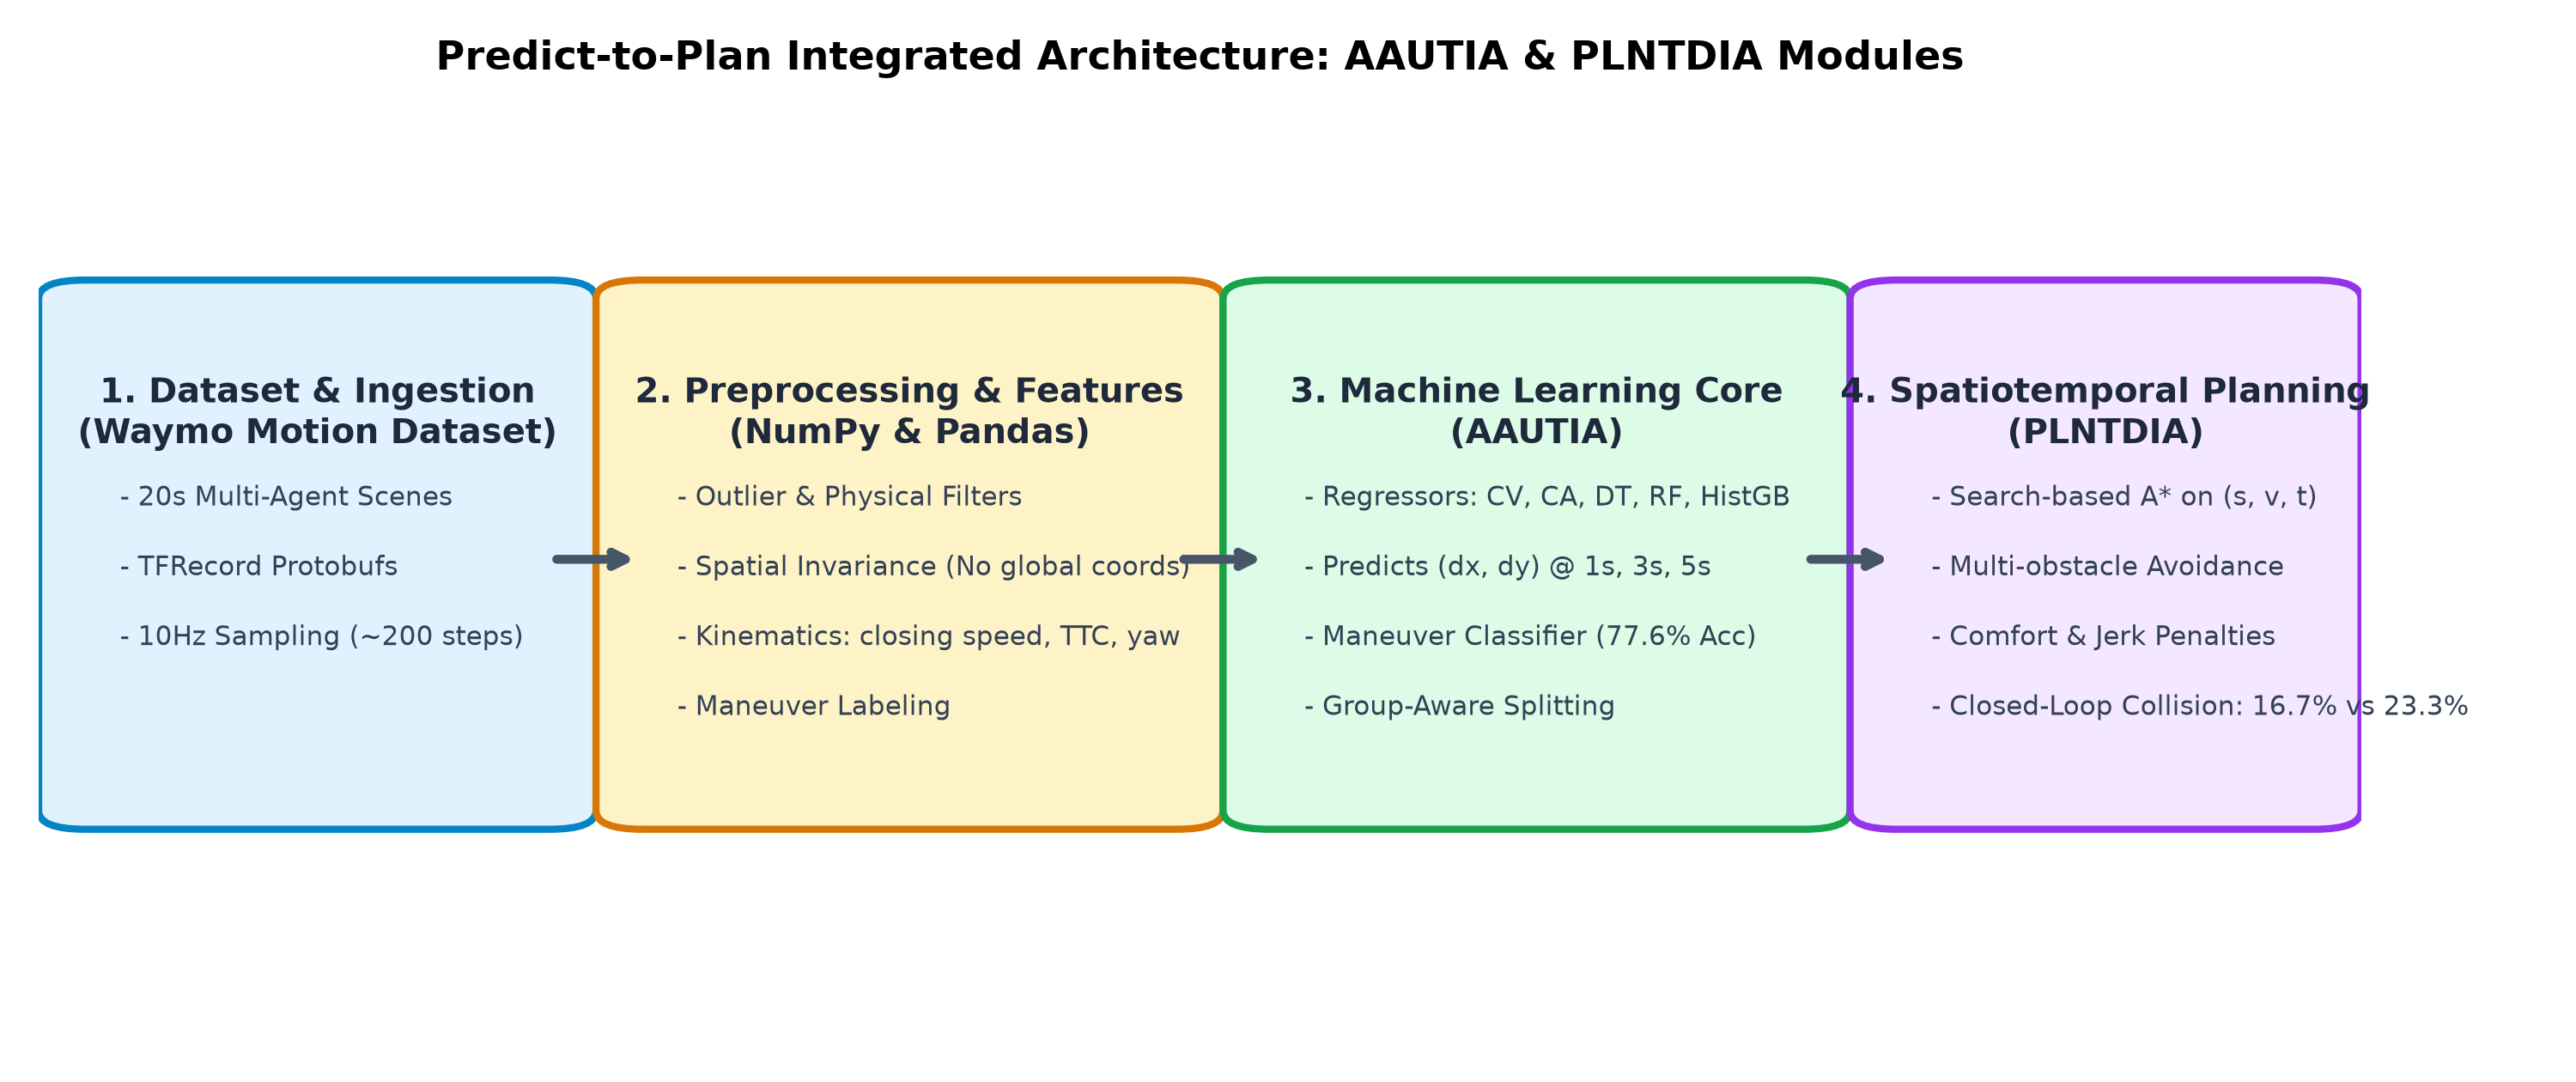 Predict-to-Plan Integrated Architecture: AAUTIA & PLNTDIA Modules
1. Dataset & Ingestion
(Waymo Motion Dataset)
- 20s Multi-Agent Scenes
- TFRecord Protobufs
- 10Hz Sampling (~200 steps)
2. Preprocessing & Features
(NumPy & Pandas)
- Outlier & Physical Filters
- Spatial Invariance (No global coords)
- Kinematics: closing speed, TTC, yaw
- Maneuver Labeling
3. Machine Learning Core
(AAUTIA)
- Regressors: CV, CA, DT, RF, HistGB
- Predicts (dx, dy) @ 1s, 3s, 5s
- Maneuver Classifier (77.6% Acc)
- Group-Aware Splitting
4. Spatiotemporal Planning
(PLNTDIA)
- Search-based A* on (s, v, t)
- Multi-obstacle Avoidance
- Comfort & Jerk Penalties
- Closed-Loop Collision: 16.7% vs 23.3%